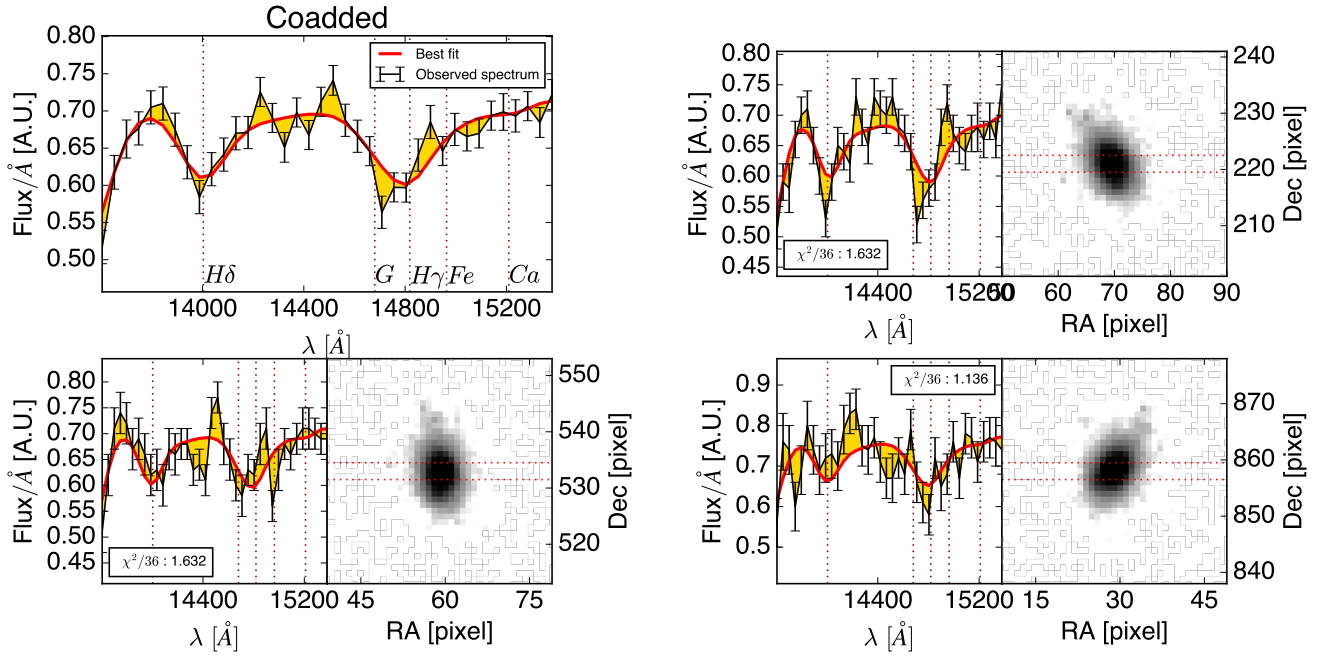 Coadded
0.80
0.75
0.70
0.65
0.60
0.55
0.50
Flux/Å [A.U.]
Best fit
Observed spectrum
Hδ
G
Hγ
Fe
Ca
14000 14400 14800 15200
λ [Å]
0.80
0.75
0.70
0.65
0.60
0.55
0.50
0.45
Flux/Å [A.U.]
χ²/36 : 1.632
14400 15200
λ [Å]
50 60 70 80 90
RA [pixel]
240
230
220
210
Dec [pixel]
0.80
0.75
0.70
0.65
0.60
0.55
0.50
0.45
Flux/Å [A.U.]
χ²/36 : 1.632
14400 15200
λ [Å]
45 60 75
RA [pixel]
550
540
530
520
Dec [pixel]
0.9
0.8
0.7
0.6
0.5
Flux/Å [A.U.]
χ²/36 : 1.136
14400 15200
λ [Å]
15 30 45
RA [pixel]
870
860
850
840
Dec [pixel]